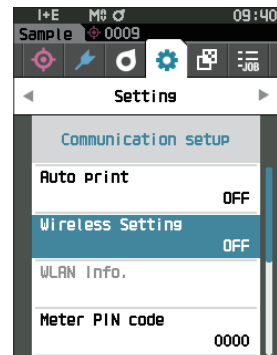 I+E M0 09:40
Sample 0009
-JOB
Setting
Communication setup
Auto print
OFF
Wireless Setting
OFF
WLAN Info.
Meter PIN code
0000